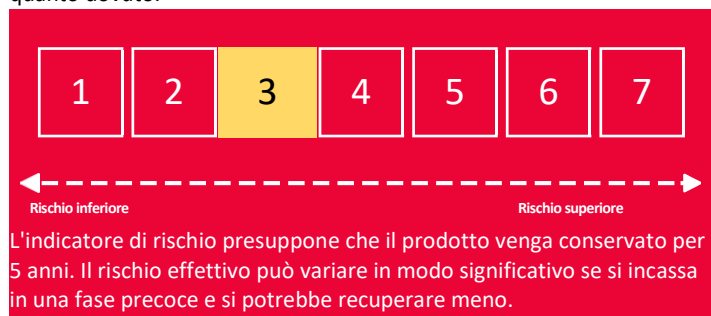 1 2 3 4 5 6 7
Rischio inferiore Rischio superiore
L'indicatore di rischio presuppone che il prodotto venga conservato per
5 anni. Il rischio effettivo può variare in modo significativo se si incassa
in una fase precoce e si potrebbe recuperare meno.